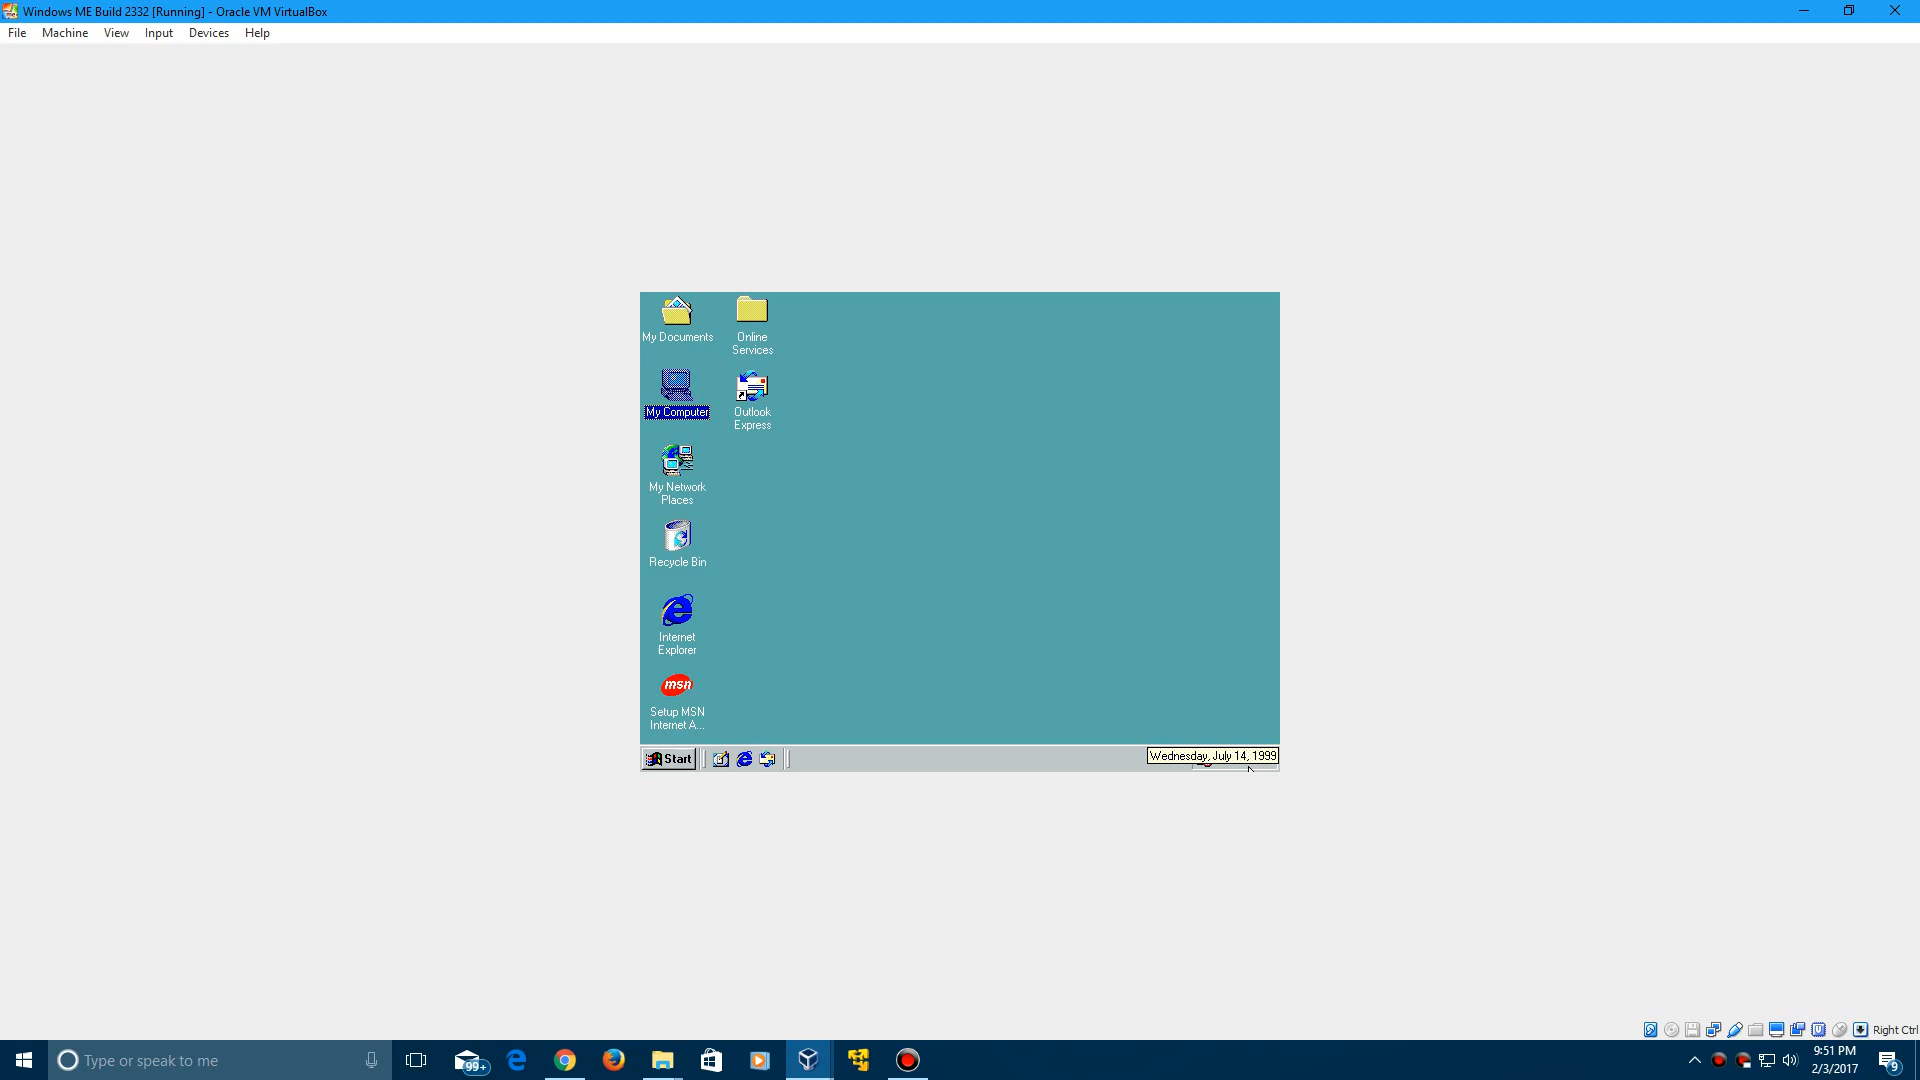 Windows ME Build 2332 [Running] - Oracle VM VirtualBox
File Machine View Input Devices Help
My Documents
Online
Services
My Computer
Outlook
Express
My Network
Places
Recycle Bin
Internet
Explorer
msn
Setup MSN
Internet A...
Start
Wednesday, July 14, 1999
Right Ctrl
Type or speak to me
99+
9:51 PM
2/3/2017
9